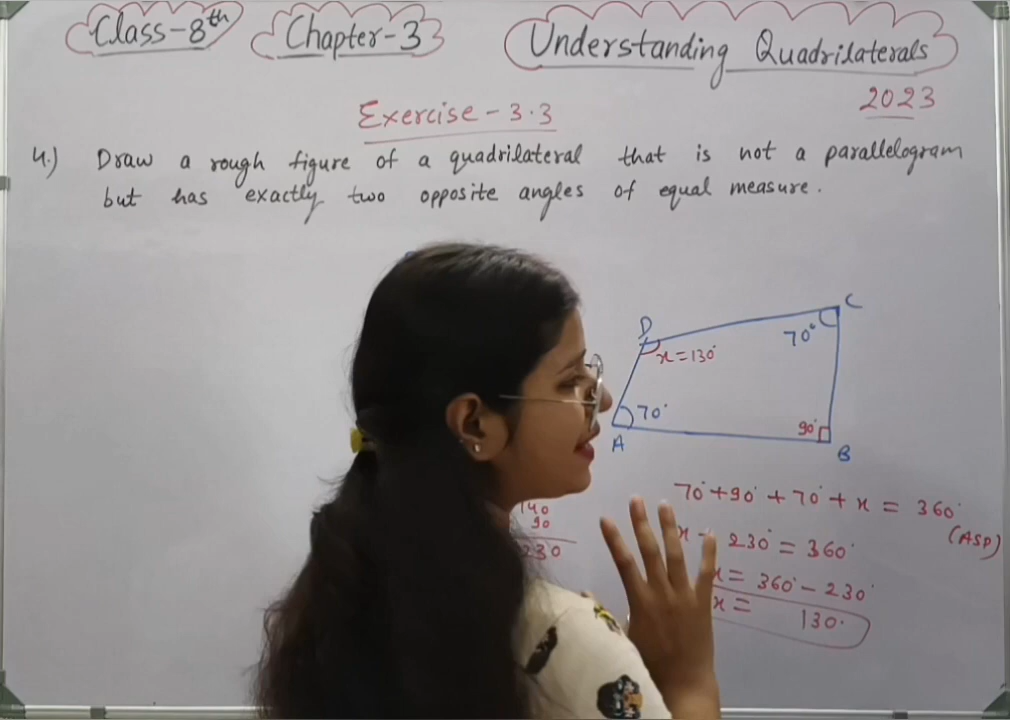 Class-8th Chapter-3 Understanding Quadrilaterals
2023
Exercise - 3.3
4.) Draw a rough figure of a quadrilateral that is not a parallelogram
but has exactly two opposite angles of equal measure.
C
D
70°
x=130°
70°
90°
A
B
70°+90°+70°+x = 360°
(ASP)
140
90
230
x + 230° = 360°
x = 360° - 230°
x = 130°